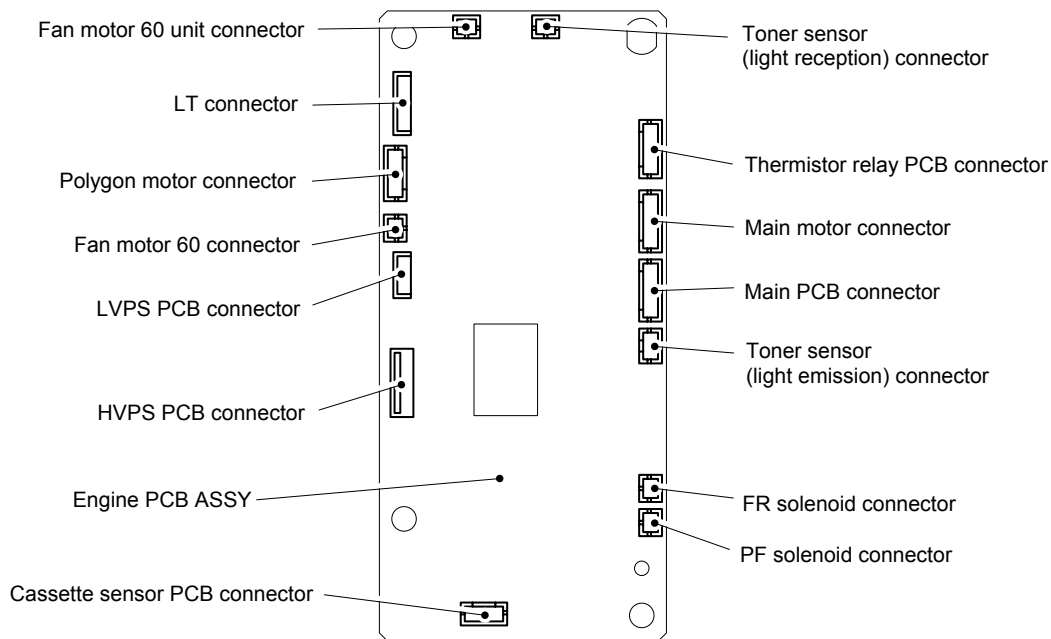 Fan motor 60 unit connector
LT connector
Polygon motor connector
Fan motor 60 connector
LVPS PCB connector
HVPS PCB connector
Engine PCB ASSY
Cassette sensor PCB connector
Toner sensor
(light reception) connector
Thermistor relay PCB connector
Main motor connector
Main PCB connector
Toner sensor
(light emission) connector
FR solenoid connector
PF solenoid connector